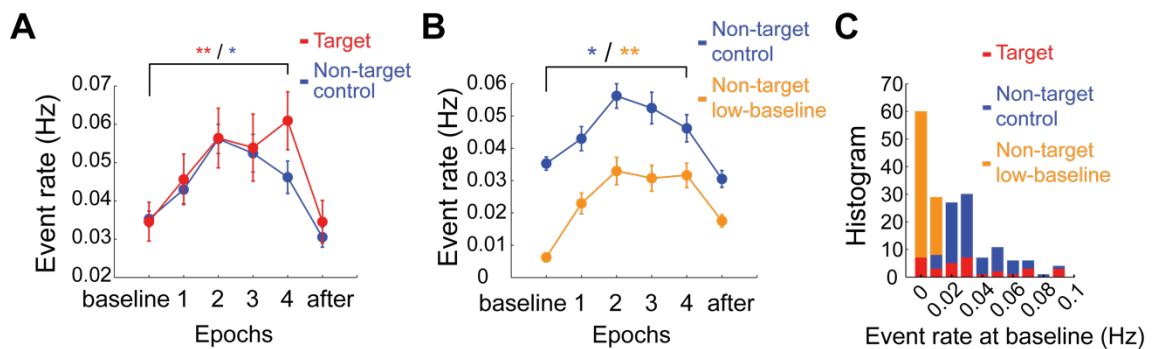 A
** / *
Target
Non-target
control
0.07
0.06
0.05
0.04
0.03
0.02
Event rate (Hz)
baseline 1 2 3 4 after
Epochs
B
* / **
Non-target
control
Non-target
low-baseline
0.06
0.05
0.04
0.03
0.02
0.01
0
Event rate (Hz)
baseline 1 2 3 4 after
Epochs
C
Target
Non-target
control
Non-target
low-baseline
70
60
50
40
30
20
10
0
Histogram
0 0.02 0.04 0.06 0.08 0.1
Event rate at baseline (Hz)